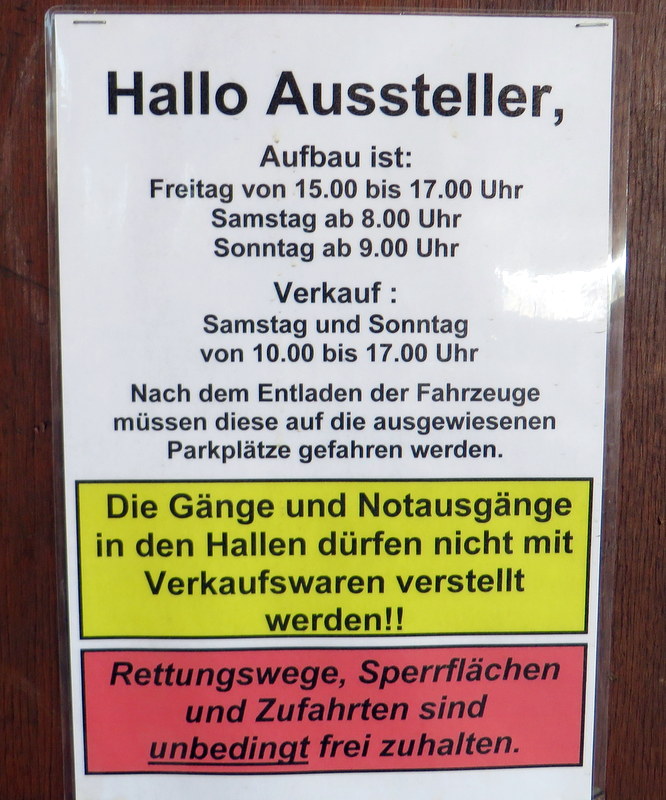 Hallo Aussteller,
Aufbau ist:
Freitag von 15.00 bis 17.00 Uhr
Samstag ab 8.00 Uhr
Sonntag ab 9.00 Uhr
Verkauf :
Samstag und Sonntag
von 10.00 bis 17.00 Uhr
Nach dem Entladen der Fahrzeuge
müssen diese auf die ausgewiesenen
Parkplätze gefahren werden.
Die Gänge und Notausgänge
in den Hallen dürfen nicht mit
Verkaufswaren verstellt
werden!!
Rettungswege, Sperrflächen
und Zufahrten sind
unbedingt frei zuhalten.